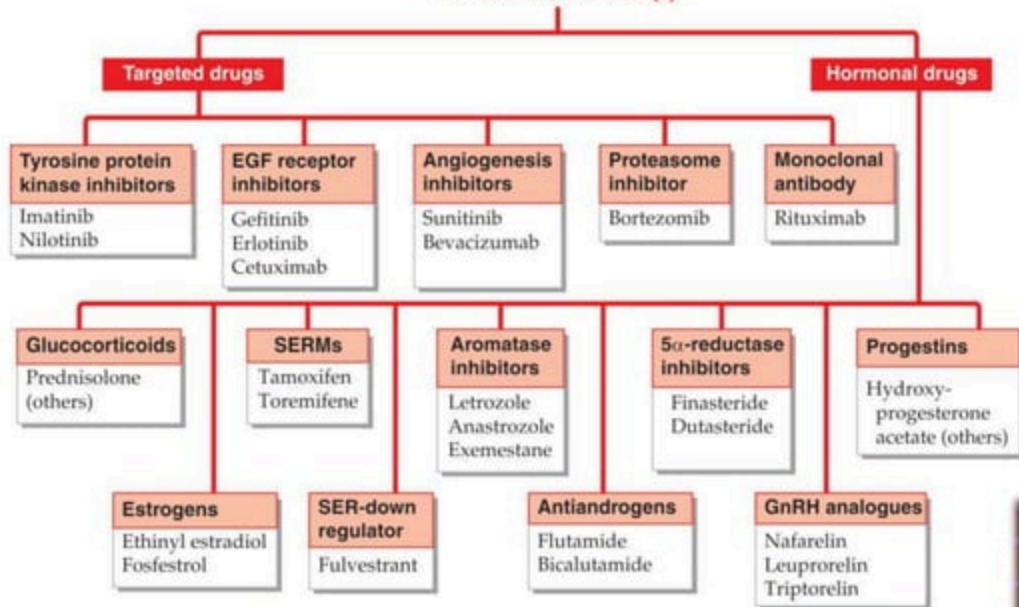 Targeted drugs
Hormonal drugs
Tyrosine protein
kinase inhibitors
Imatinib
Nilotinib
EGF receptor
inhibitors
Gefitinib
Erlotinib
Cetuximab
Angiogenesis
inhibitors
Sunitinib
Bevacizumab
Proteasome
inhibitor
Bortezomib
Monoclonal
antibody
Rituximab
Glucocorticoids
Prednisolone
(others)
SERMs
Tamoxifen
Toremifene
Aromatase
inhibitors
Letrozole
Anastrozole
Exemestane
5α-reductase
inhibitors
Finasteride
Dutasteride
Progestins
Hydroxy-
progesterone
acetate (others)
Estrogens
Ethinyl estradiol
Fosfestrol
SER-down
regulator
Fulvestrant
Antiandrogens
Flutamide
Bicalutamide
GnRH analogues
Nafarelin
Leuprorelin
Triptorelin